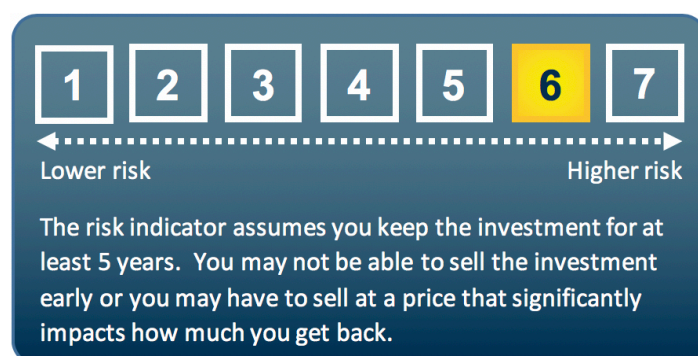 1 2 3 4 5 6 7
Lower risk Higher risk
The risk indicator assumes you keep the investment for at
least 5 years.  You may not be able to sell the investment
early or you may have to sell at a price that significantly
impacts how much you get back.